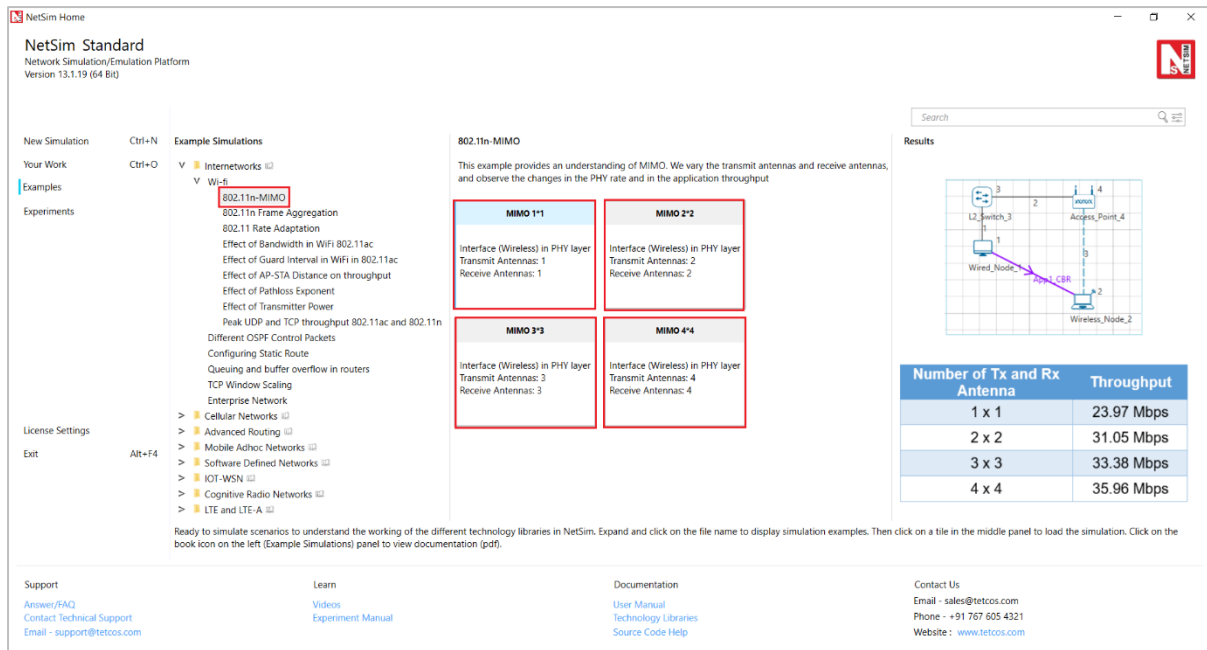 NetSim Home
NetSim Standard
Network Simulation/Emulation Platform
Version 13.1.19 (64 Bit)
NETSIM
Search
New Simulation Ctrl+N
Your Work Ctrl+O
Examples
Experiments
License Settings
Exit Alt+F4
Example Simulations
Internetworks
Wi-fi
802.11n-MIMO
802.11n Frame Aggregation
802.11 Rate Adaptation
Effect of Bandwidth in WiFi 802.11ac
Effect of Guard Interval in WiFi in 802.11ac
Effect of AP-STA Distance on throughput
Effect of Pathloss Exponent
Effect of Transmitter Power
Peak UDP and TCP throughput 802.11ac and 802.11n
Different OSPF Control Packets
Configuring Static Route
Queuing and buffer overflow in routers
TCP Window Scaling
Enterprise Network
Cellular Networks
Advanced Routing
Mobile Adhoc Networks
Software Defined Networks
IOT-WSN
Cognitive Radio Networks
LTE and LTE-A
802.11n-MIMO
This example provides an understanding of MIMO. We vary the transmit antennas and receive antennas,
and observe the changes in the PHY rate and in the application throughput
MIMO 1*1
Interface (Wireless) in PHY layer
Transmit Antennas: 1
Receive Antennas: 1
MIMO 2*2
Interface (Wireless) in PHY layer
Transmit Antennas: 2
Receive Antennas: 2
MIMO 3*3
Interface (Wireless) in PHY layer
Transmit Antennas: 3
Receive Antennas: 3
MIMO 4*4
Interface (Wireless) in PHY layer
Transmit Antennas: 4
Receive Antennas: 4
Results
3
2
4
L2_Switch_3
Access_Point_4
1
1
3
Wired_Node_1
App1_CBR
2
Wireless_Node_2
Number of Tx and Rx
Antenna
Throughput
1 x 1 23.97 Mbps
2 x 2 31.05 Mbps
3 x 3 33.38 Mbps
4 x 4 35.96 Mbps
Ready to simulate scenarios to understand the working of the different technology libraries in NetSim. Expand and click on the file name to display simulation examples. Then click on a tile in the middle panel to load the simulation. Click on the
book icon on the left (Example Simulations) panel to view documentation (pdf).
Support
Answer/FAQ
Contact Technical Support
Email - support@tetcos.com
Learn
Videos
Experiment Manual
Documentation
User Manual
Technology Libraries
Source Code Help
Contact Us
Email - sales@tetcos.com
Phone - +91 767 605 4321
Website : www.tetcos.com